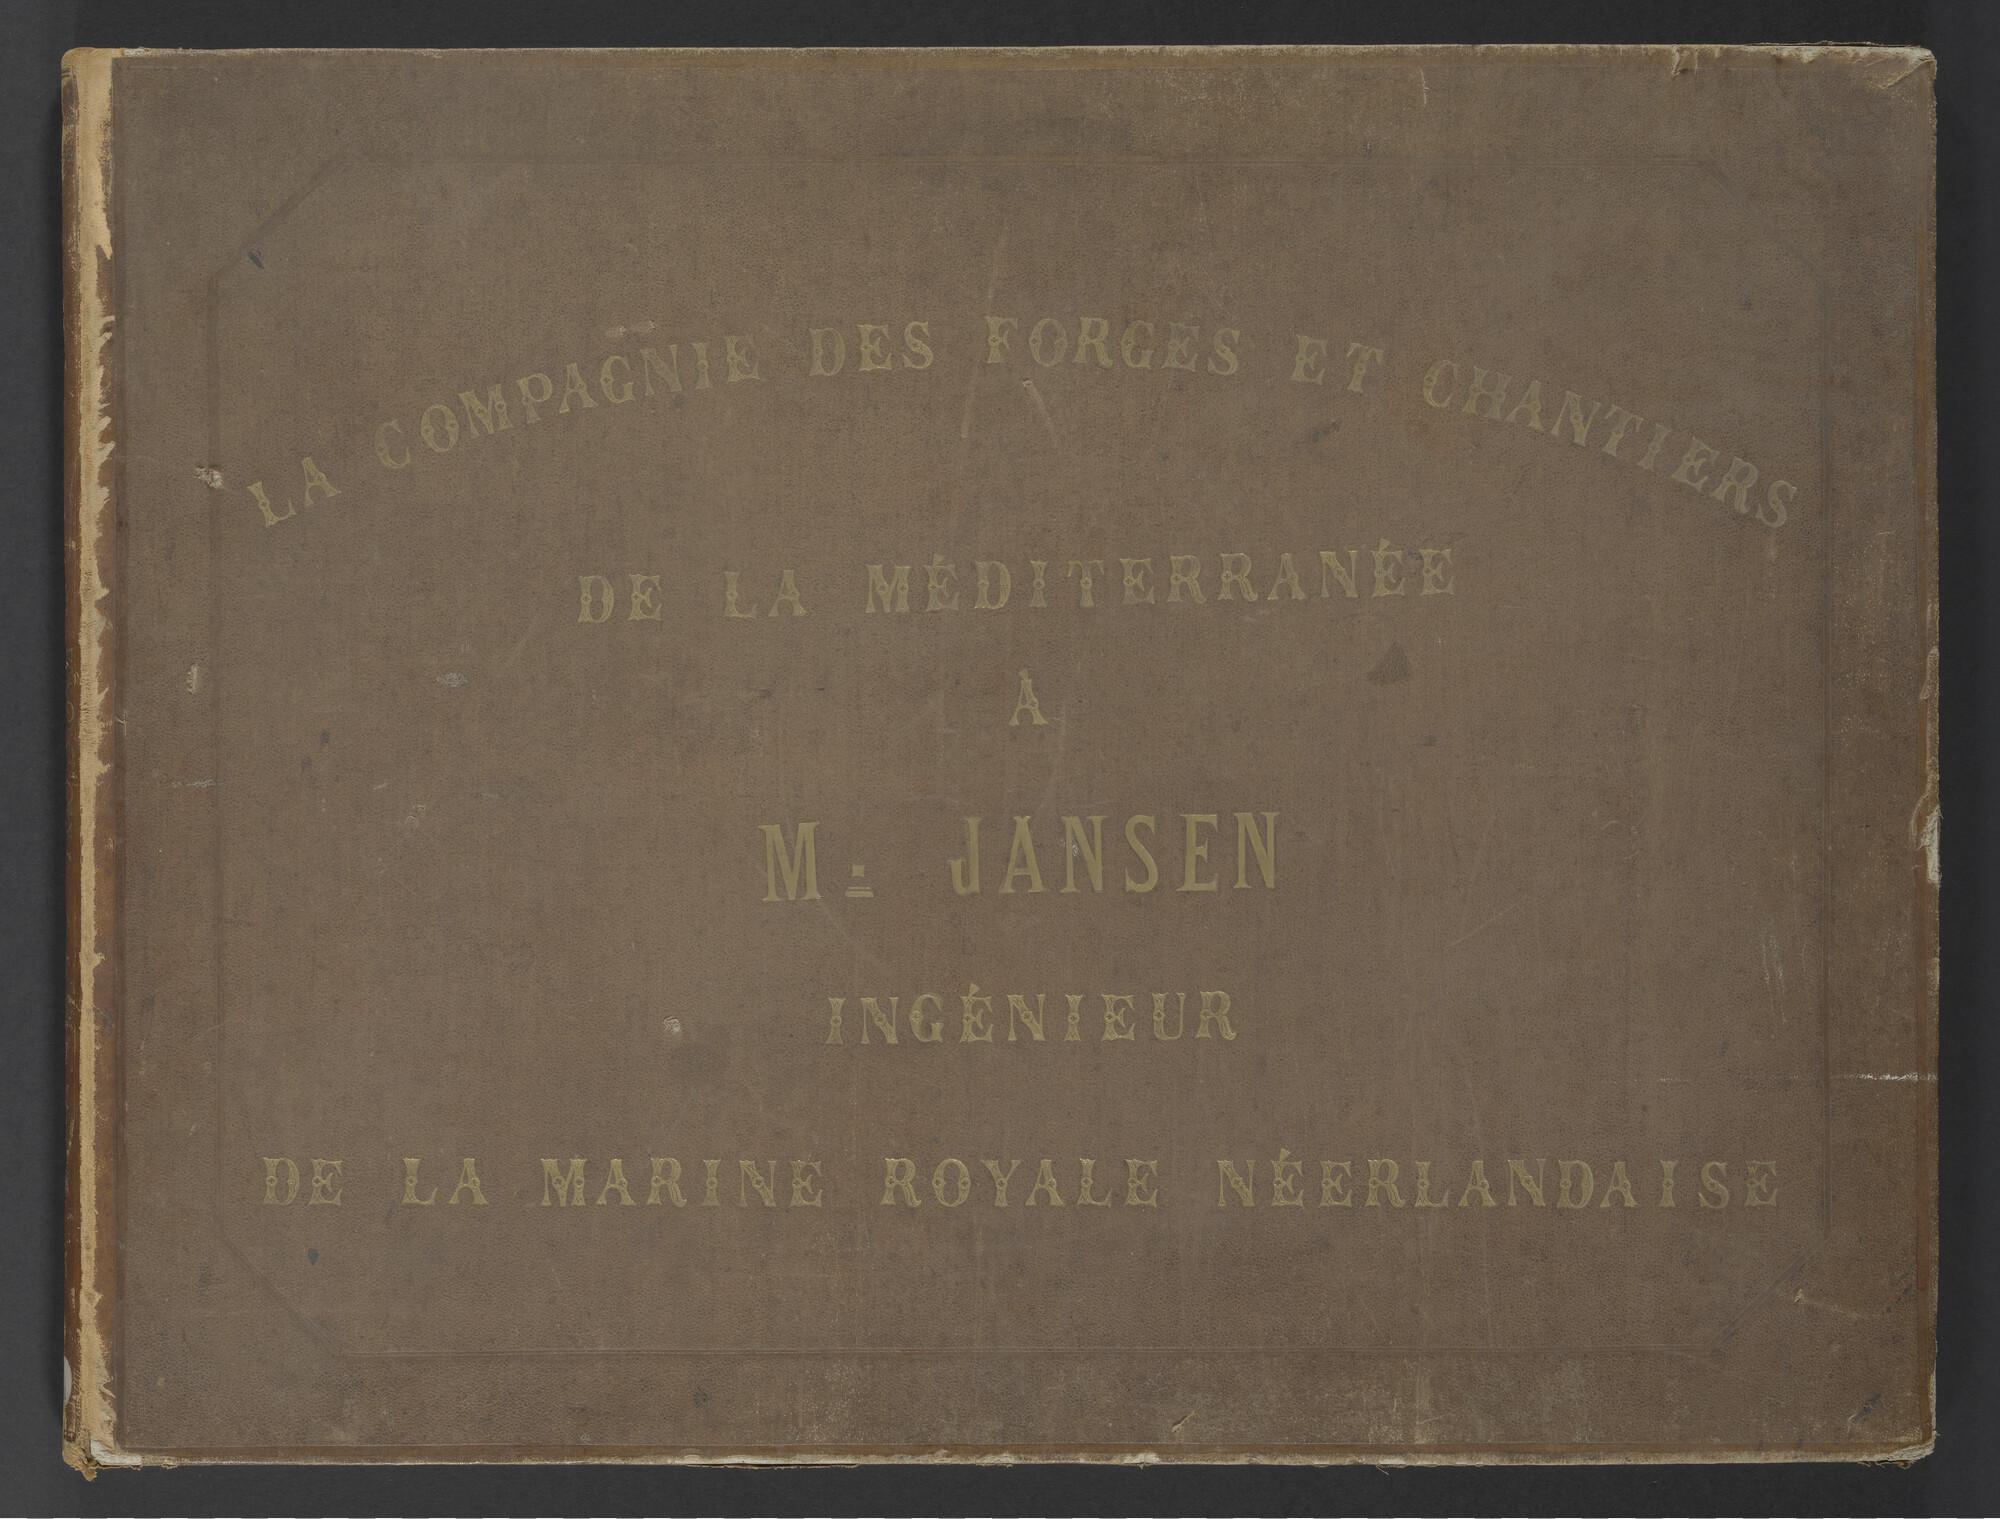 LA COMPAGNIE DES FORGES ET CHANTIERS
DE LA MÉDITERRANÉE
À
M. JANSEN
INGÉNIEUR
DE LA MARINE ROYALE NÉERLANDAISE